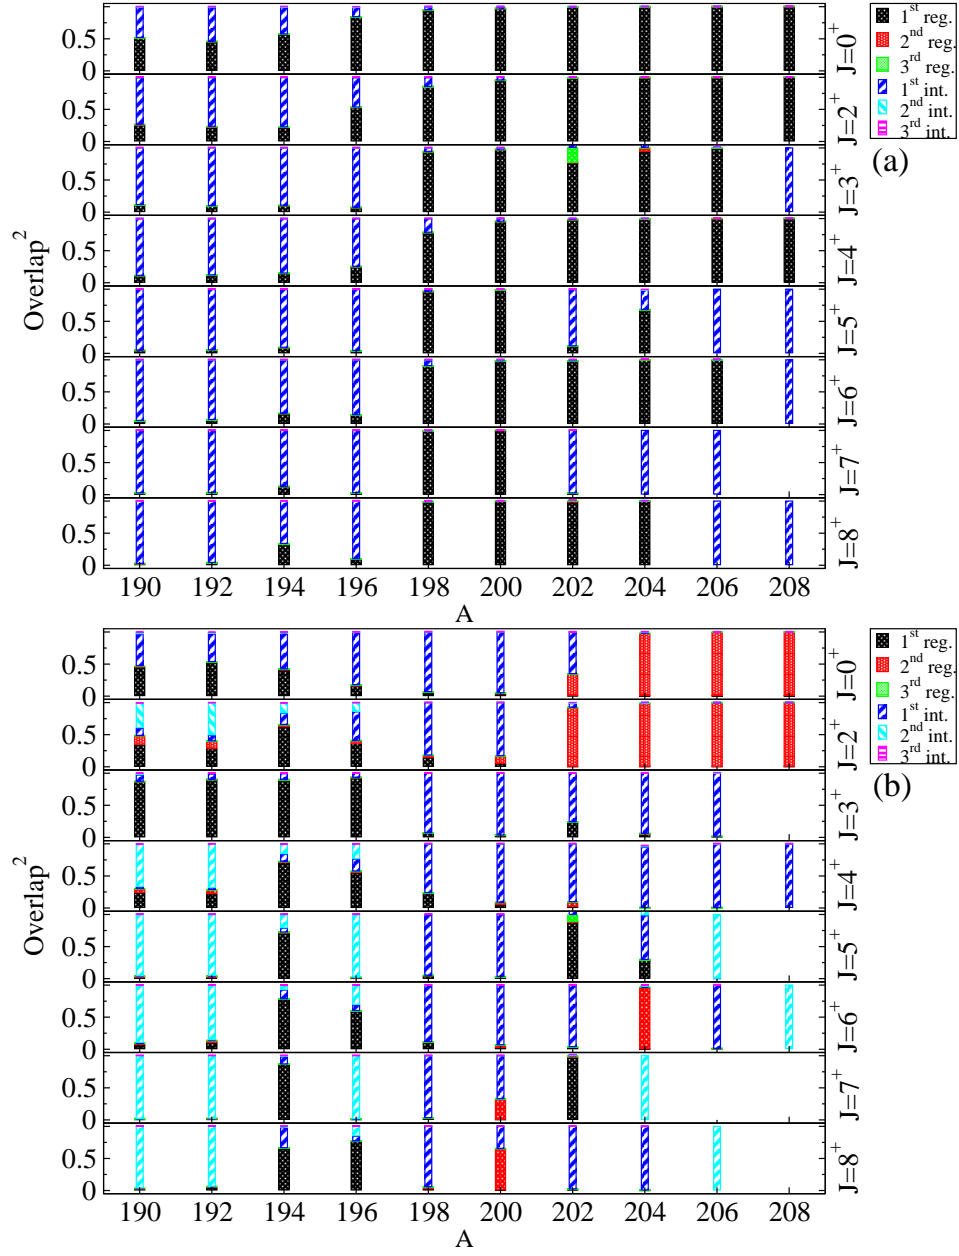 0.5
0
J=0⁺
0.5
0
J=2⁺
0.5
0
J=3⁺
0.5
0
J=4⁺
0.5
0
J=5⁺
0.5
0
J=6⁺
0.5
0
J=7⁺
0.5
0
J=8⁺
Overlap²
190 192 194 196 198 200 202 204 206 208
A
1st reg.
2nd reg.
3rd reg.
1st int.
2nd int.
3rd int.
(a)
0.5
0
J=0⁺
0.5
0
J=2⁺
0.5
0
J=3⁺
0.5
0
J=4⁺
0.5
0
J=5⁺
0.5
0
J=6⁺
0.5
0
J=7⁺
0.5
0
J=8⁺
Overlap²
190 192 194 196 198 200 202 204 206 208
A
1st reg.
2nd reg.
3rd reg.
1st int.
2nd int.
3rd int.
(b)